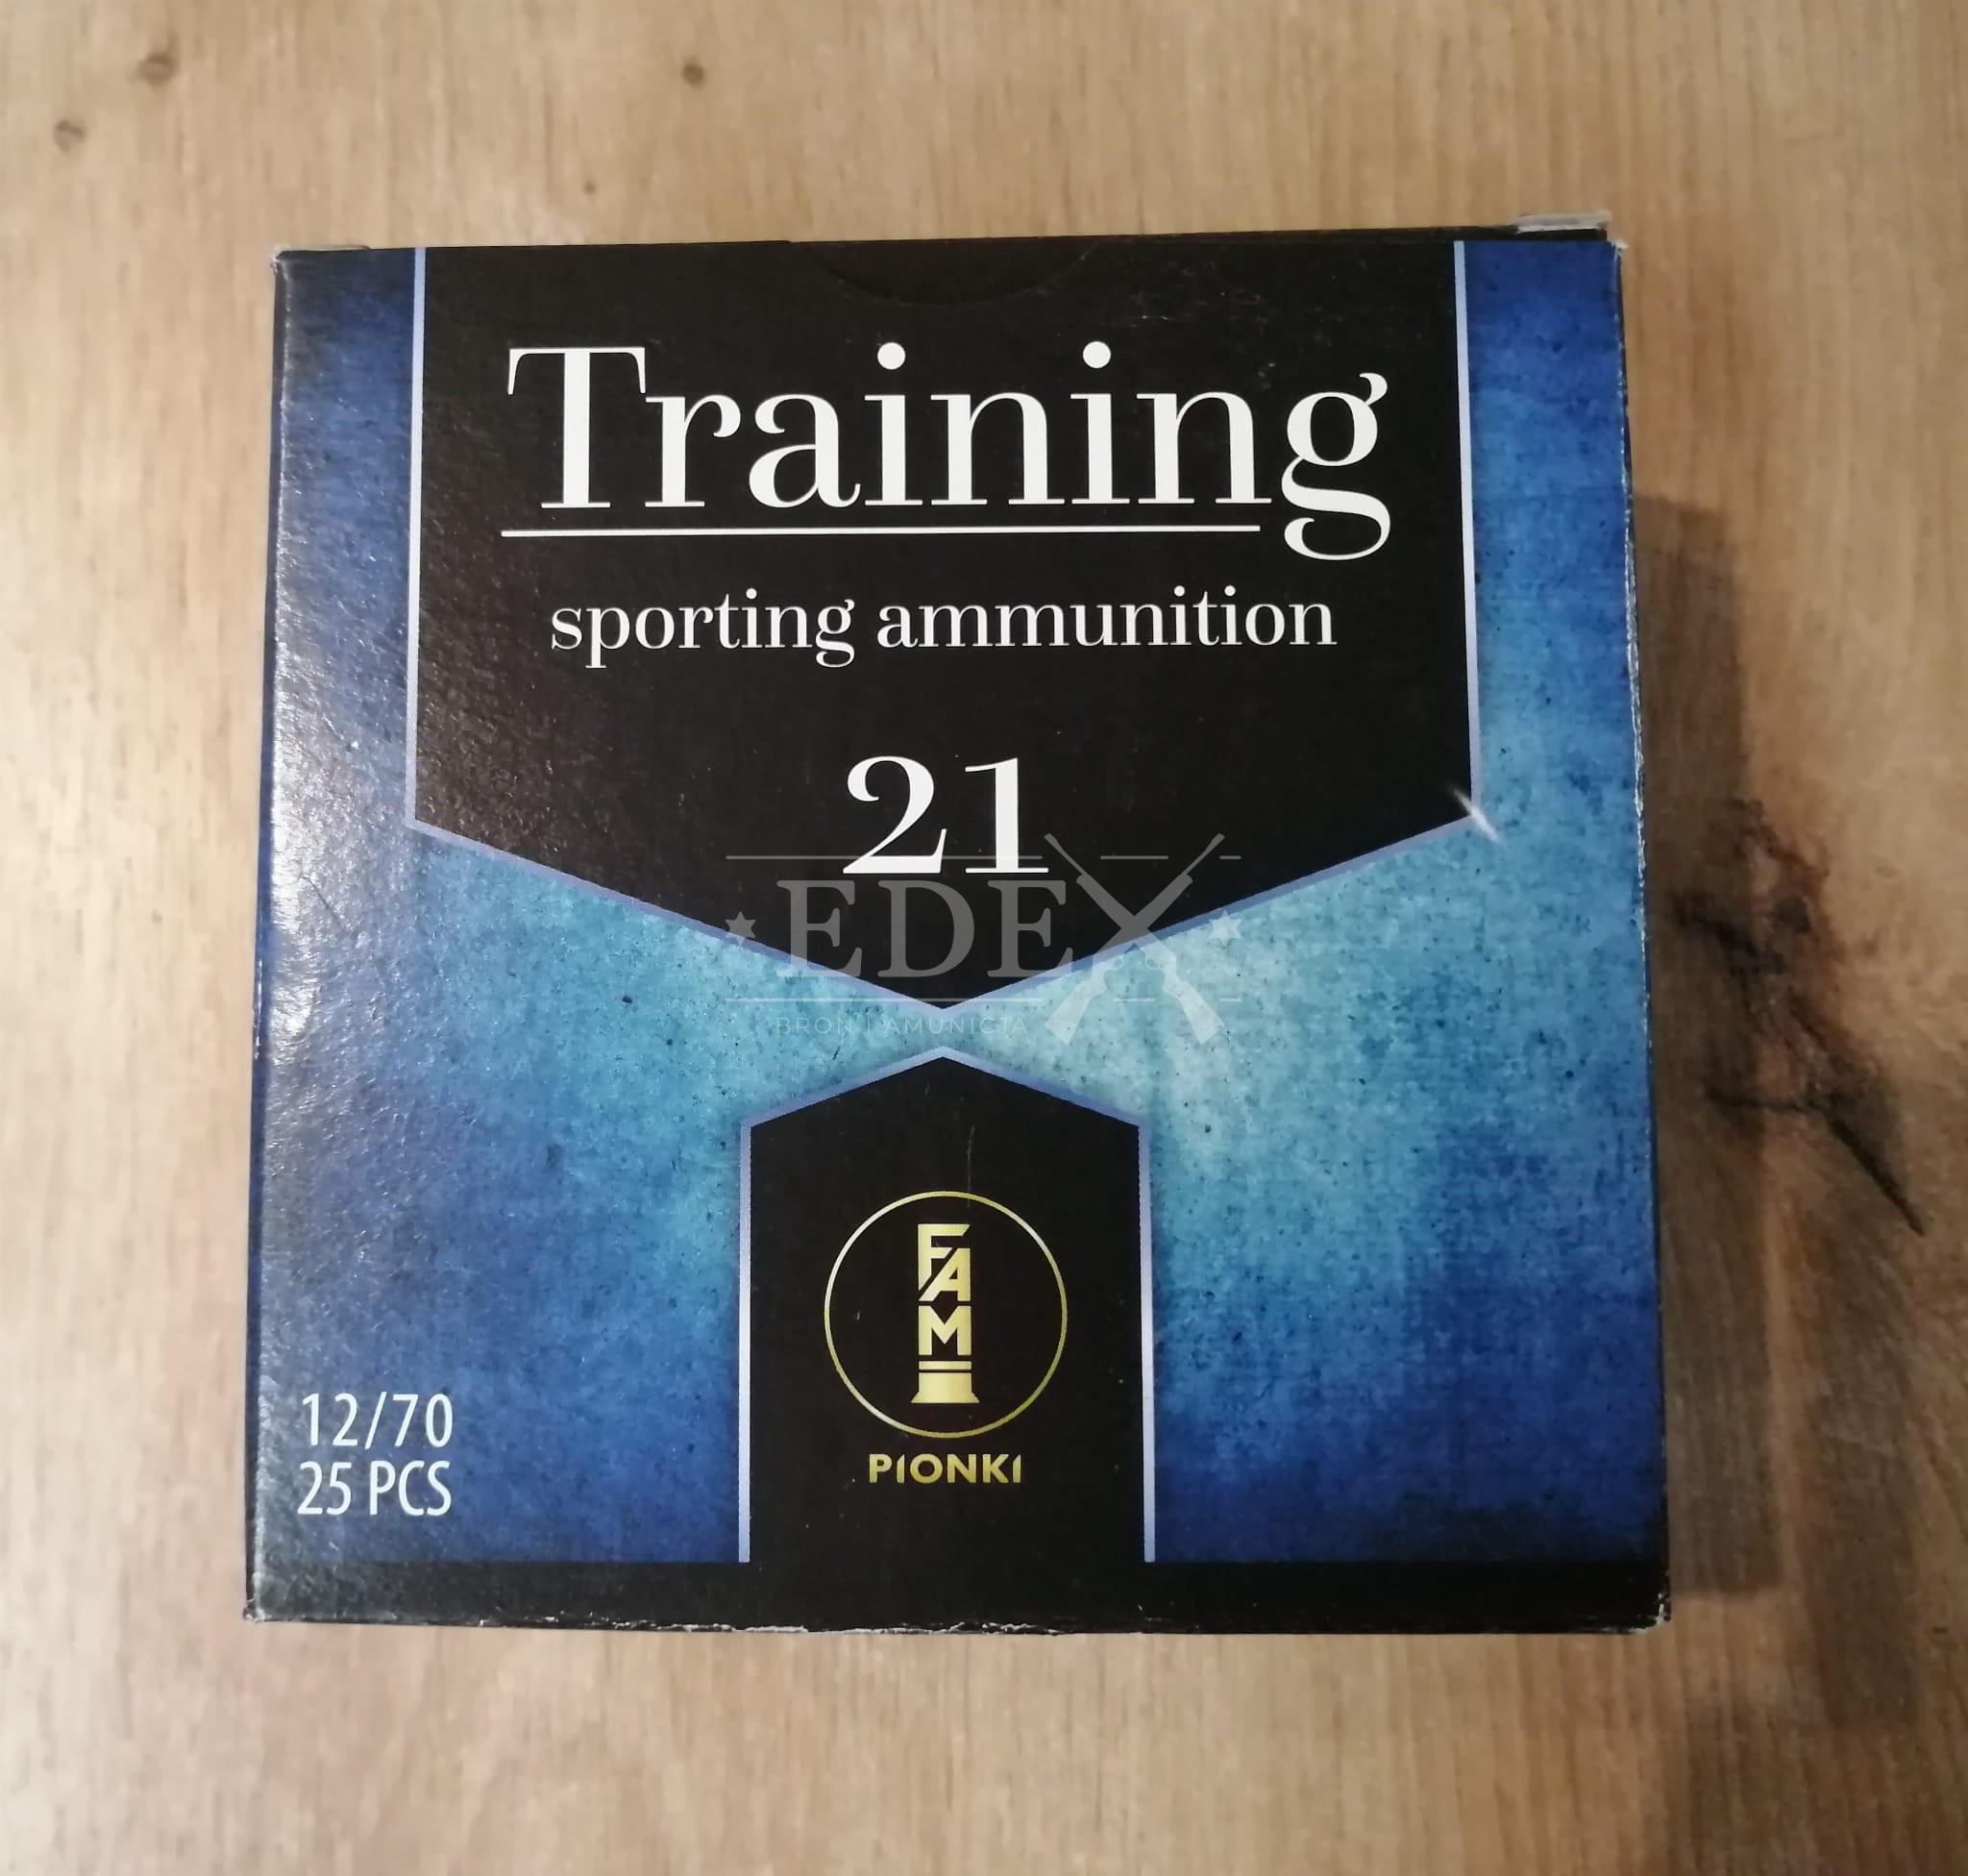 Training
sporting ammunition
21
EDEX
BROŃ I AMUNICJA
FAM
PIONKI
12/70
25 PCS